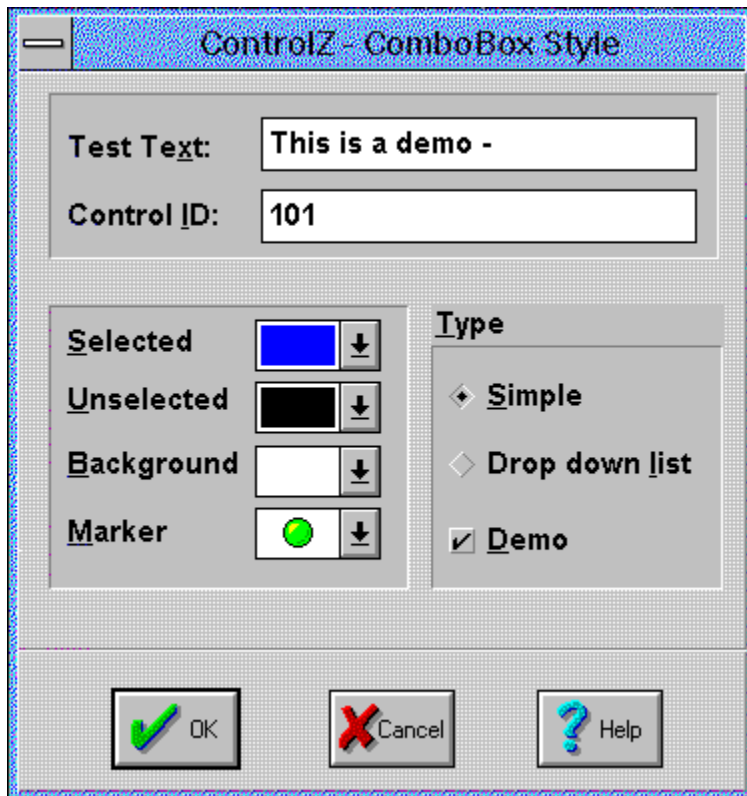 ControlZ - ComboBox Style
Test Text:
This is a demo -
Control ID:
101
Selected
Unselected
Background
Marker
Type
Simple
Drop down list
Demo
OK
Cancel
Help